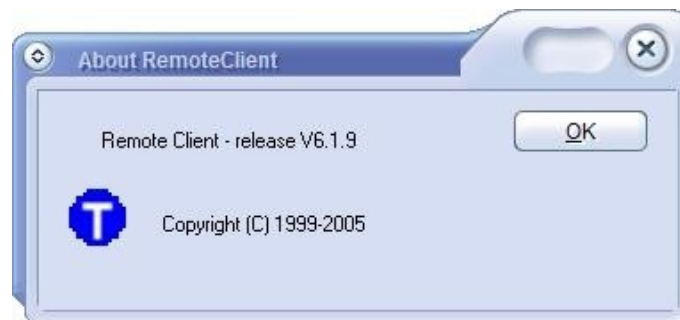 About RemoteClient
Remote Client - release V6.1.9
OK
T
Copyright (C) 1999-2005